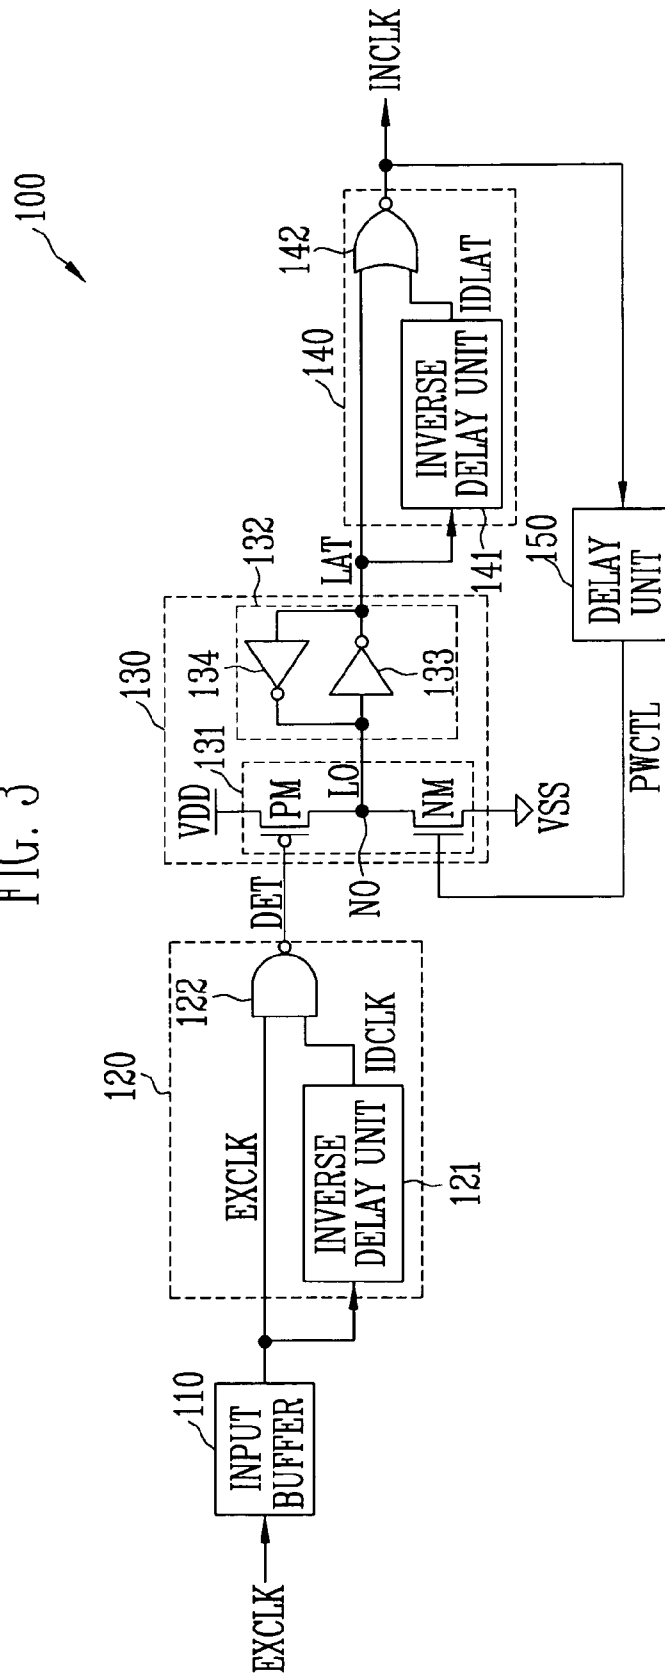 FIG. 3
100
EXCLK
110
INPUT
BUFFER
120
EXCLK
122
INVERSE
DELAY UNIT
121
IDCLK
DET
130
131
VDD
PM
LO
NO
NM
VSS
132
134
133
LAT
140
142
INVERSE
DELAY UNIT
141
IDLAT
INCLK
150
DELAY
UNIT
PWCTL